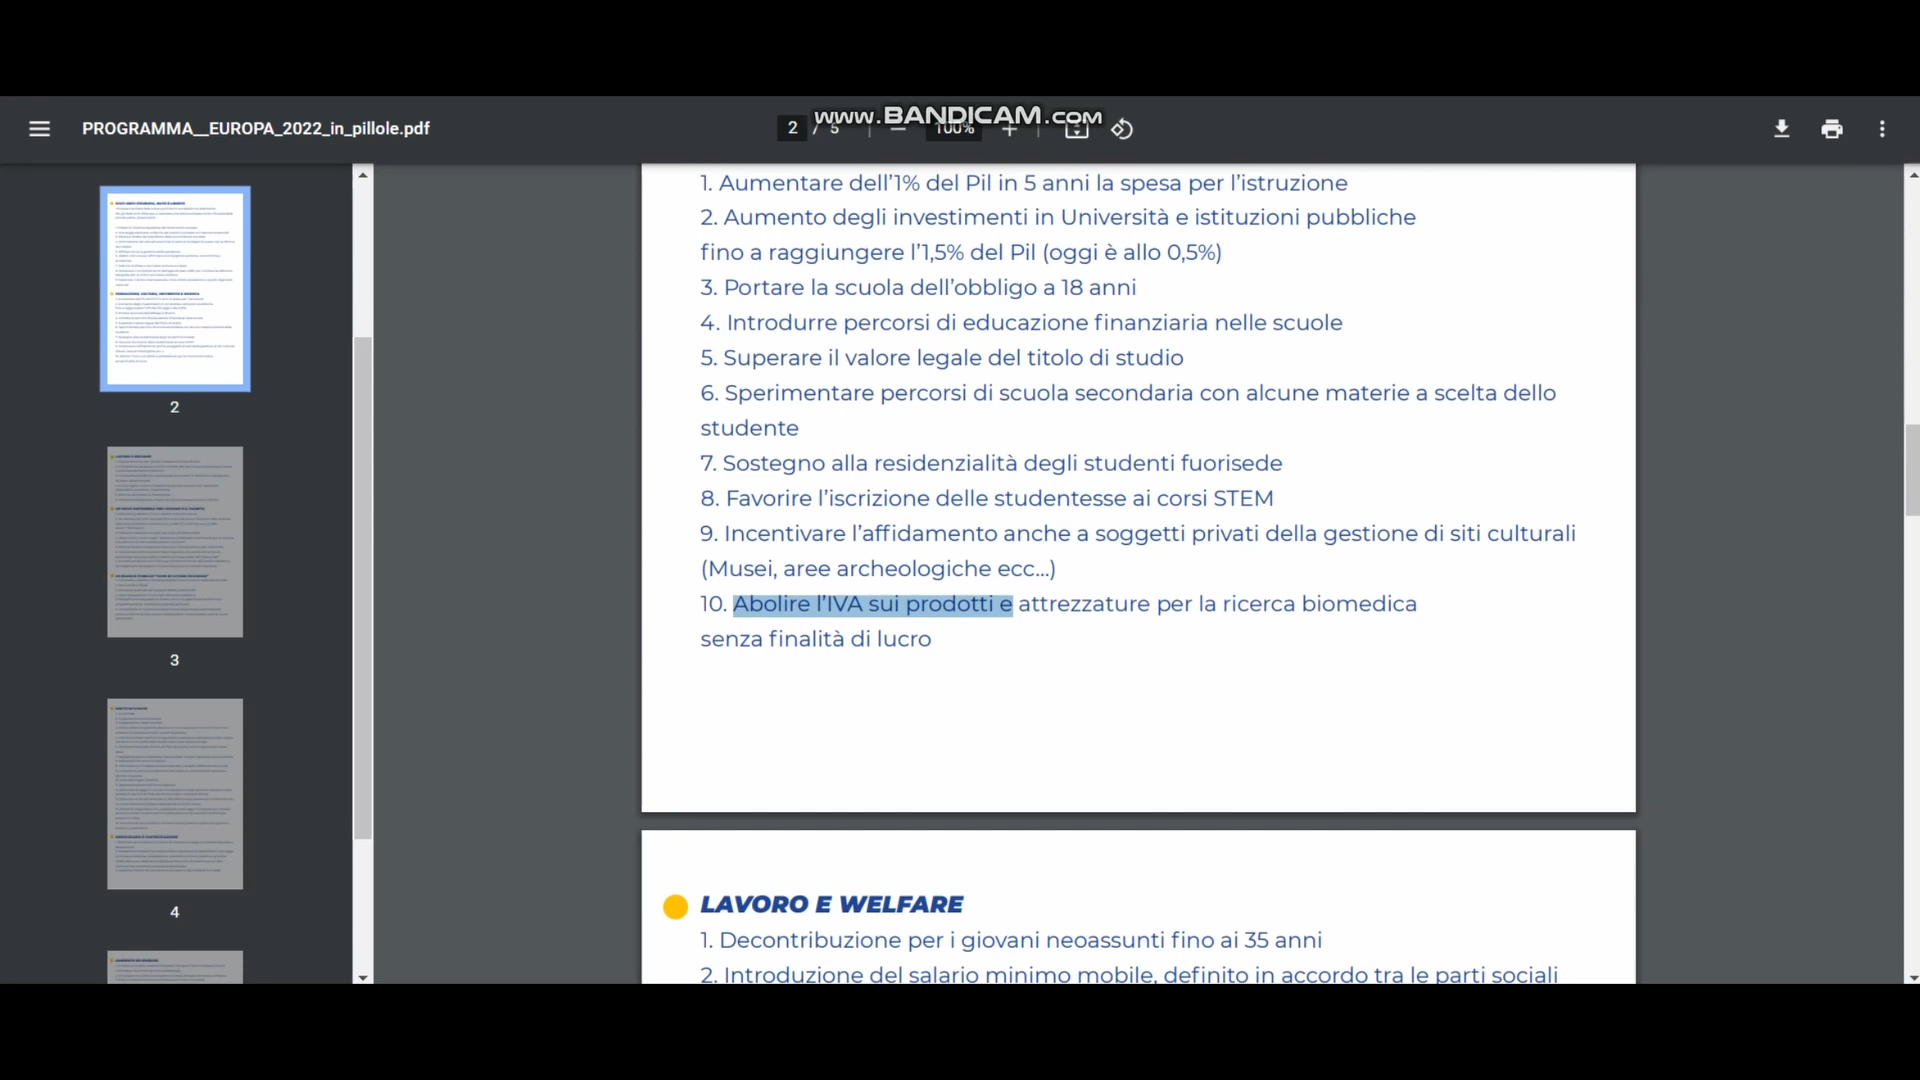 www.BANDICAM.com
PROGRAMMA__EUROPA_2022_in_pillole.pdf
2 / 5
100%
1. Aumentare dell’1% del Pil in 5 anni la spesa per l’istruzione
2. Aumento degli investimenti in Università e istituzioni pubbliche
fino a raggiungere l’1,5% del Pil (oggi è allo 0,5%)
3. Portare la scuola dell’obbligo a 18 anni
4. Introdurre percorsi di educazione finanziaria nelle scuole
5. Superare il valore legale del titolo di studio
6. Sperimentare percorsi di scuola secondaria con alcune materie a scelta dello
studente
7. Sostegno alla residenzialità degli studenti fuorisede
8. Favorire l’iscrizione delle studentesse ai corsi STEM
9. Incentivare l’affidamento anche a soggetti privati della gestione di siti culturali
(Musei, aree archeologiche ecc...)
10. Abolire l’IVA sui prodotti e attrezzature per la ricerca biomedica
senza finalità di lucro
LAVORO E WELFARE
1. Decontribuzione per i giovani neoassunti fino ai 35 anni
2. Introduzione del salario minimo mobile, definito in accordo tra le parti sociali
2
3
4